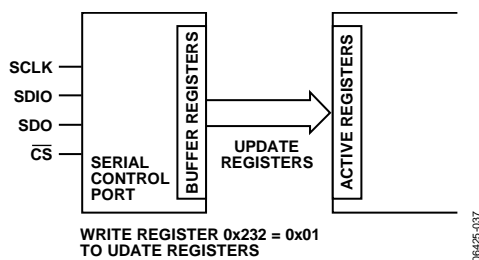 SCLK
SDIO
SDO
CS
SERIAL
CONTROL
PORT
BUFFER REGISTERS
UPDATE
REGISTERS
ACTIVE REGISTERS
WRITE REGISTER 0x232 = 0x01
TO UDATE REGISTERS
06425-037